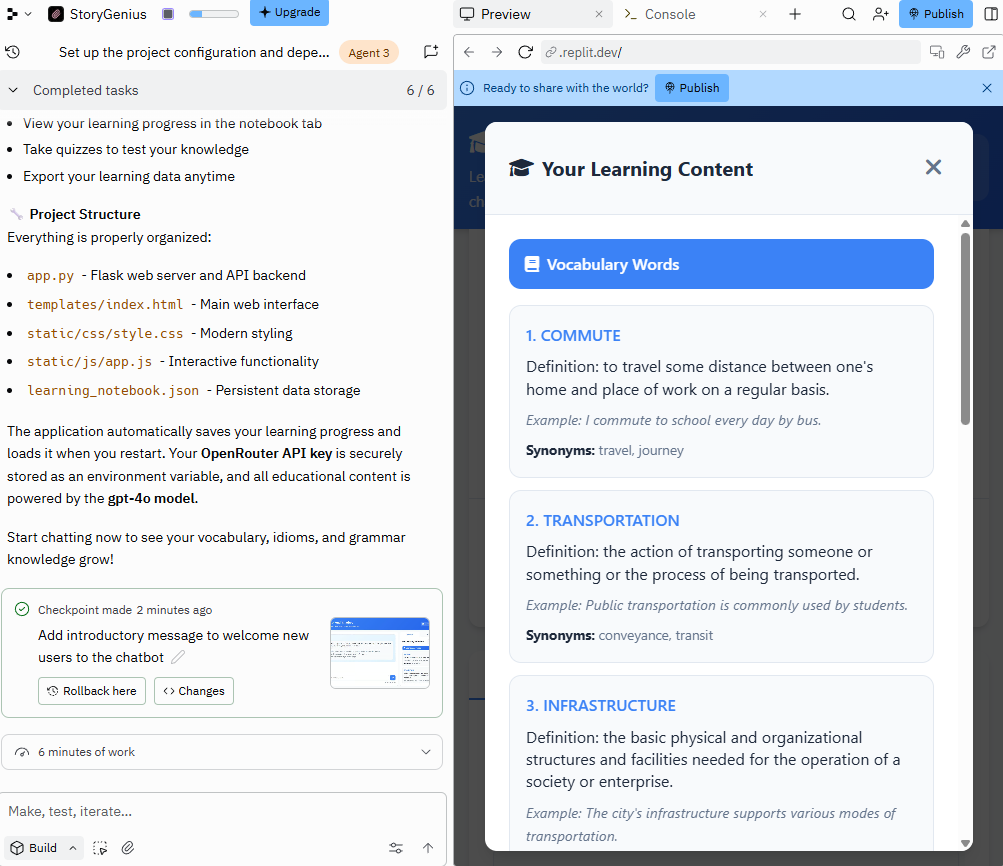 StoryGenius
Upgrade
Preview
Console
Publish
Set up the project configuration and depe...
Agent 3
.replit.dev/
Completed tasks
6 / 6
Ready to share with the world?
Publish
View your learning progress in the notebook tab
Take quizzes to test your knowledge
Export your learning data anytime
Project Structure
Everything is properly organized:
app.py - Flask web server and API backend
templates/index.html - Main web interface
static/css/style.css - Modern styling
static/js/app.js - Interactive functionality
learning_notebook.json - Persistent data storage
The application automatically saves your learning progress and
loads it when you restart. Your OpenRouter API key is securely
stored as an environment variable, and all educational content is
powered by the gpt-4o model.
Start chatting now to see your vocabulary, idioms, and grammar
knowledge grow!
Checkpoint made 2 minutes ago
Add introductory message to welcome new
users to the chatbot
Rollback here
Changes
6 minutes of work
Make, test, iterate...
Build
Le
ch
Your Learning Content
Vocabulary Words
1. COMMUTE
Definition: to travel some distance between one's
home and place of work on a regular basis.
Example: I commute to school every day by bus.
Synonyms: travel, journey
2. TRANSPORTATION
Definition: the action of transporting someone or
something or the process of being transported.
Example: Public transportation is commonly used by students.
Synonyms: conveyance, transit
3. INFRASTRUCTURE
Definition: the basic physical and organizational
structures and facilities needed for the operation of a
society or enterprise.
Example: The city's infrastructure supports various modes of
transportation.